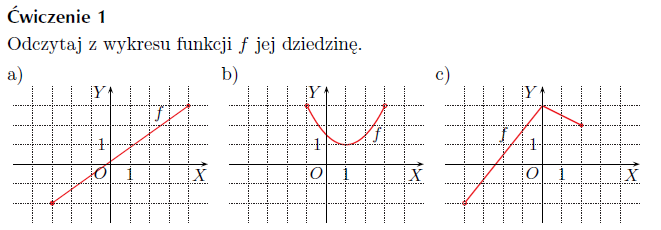 Ćwiczenie 1
Odczytaj z wykresu funkcji f jej dziedzinę.
a) b) c)
Y Y Y
f f f
1 1 1
O 1 X O 1 X O 1 X